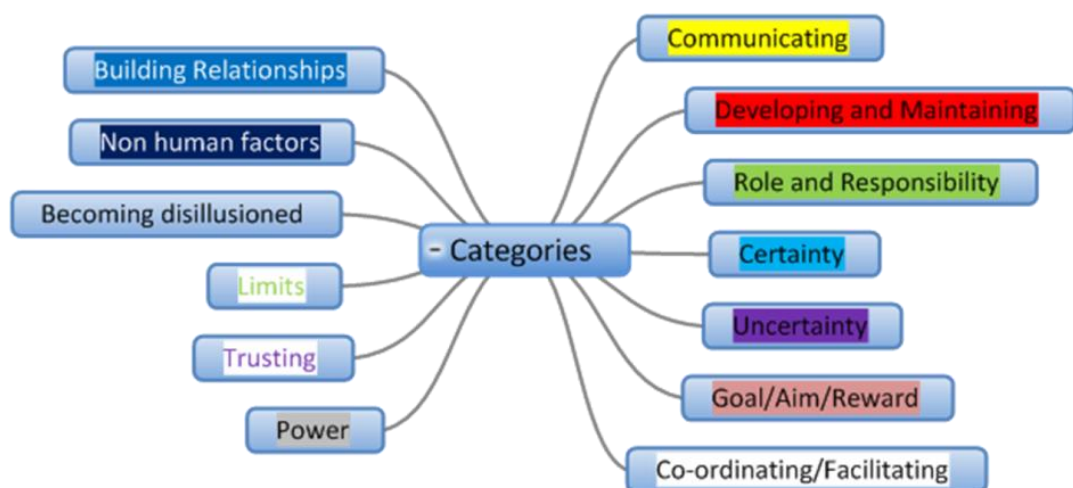 Communicating
Building Relationships
Developing and Maintaining
Non human factors
Role and Responsibility
Becoming disillusioned
- Categories
Certainty
Limits
Uncertainty
Trusting
Goal/Aim/Reward
Power
Co-ordinating/Facilitating